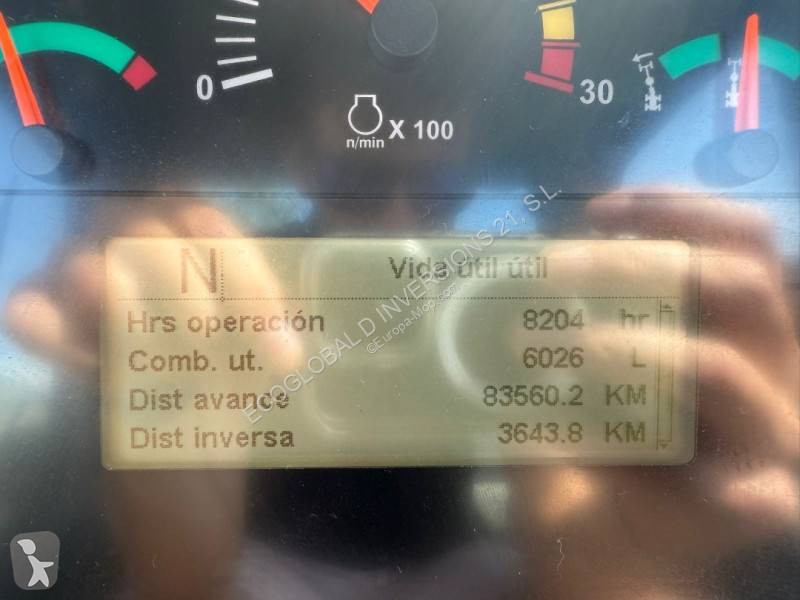 0
30
X 100
n/min
N
Vida útil útil
Hrs operación 8204 hr
Comb. ut. 6026 L
Dist avance 83560.2 KM
Dist inversa 3643.8 KM
ECOGLOBAL D INVERSIONS 21, S.L.
©Europa-Mop.com